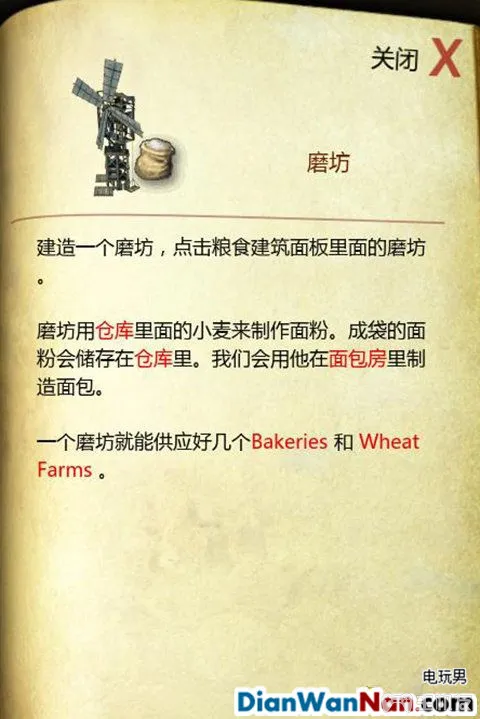 关闭 X
磨坊
建造一个磨坊，点击粮食建筑面板里面的磨坊
。
磨坊用仓库里面的小麦来制作面粉。成袋的面
粉会储存在仓库里。我们会用他在面包房里制
造面包。
一个磨坊就能供应好几个Bakeries 和 Wheat
Farms 。
电玩男
DianWanNan.com